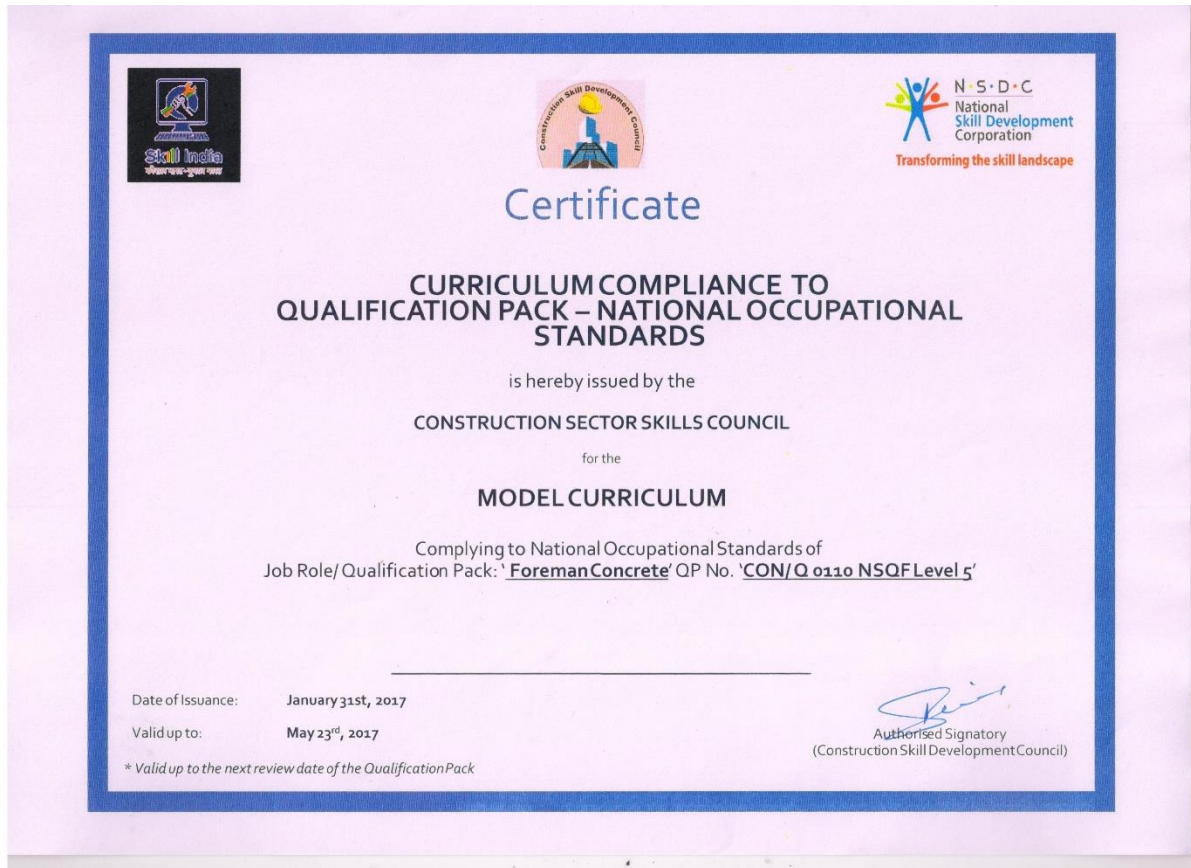 Skill India
कौशल भारत-कुशल भारत
Construction Skill Development Council
N·S·D·C
National
Skill Development
Corporation
Transforming the skill landscape
Certificate
CURRICULUM COMPLIANCE TO
QUALIFICATION PACK – NATIONAL OCCUPATIONAL
STANDARDS
is hereby issued by the
CONSTRUCTION SECTOR SKILLS COUNCIL
for the
MODEL CURRICULUM
Complying to National Occupational Standards of
Job Role/ Qualification Pack: ‘ Foreman Concrete’ QP No. ‘CON/ Q 0110 NSQF Level 5’
Date of Issuance: January 31st, 2017
Valid up to: May 23rd, 2017
* Valid up to the next review date of the Qualification Pack
Authorised Signatory
(Construction Skill Development Council)